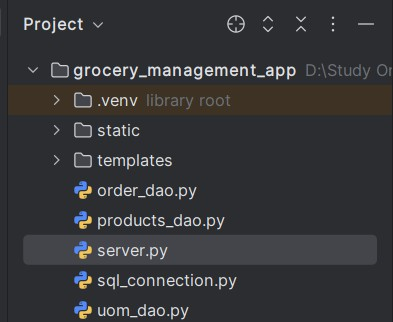 Project
grocery_management_app D:\Study Or
.venv library root
static
templates
order_dao.py
products_dao.py
server.py
sql_connection.py
uom_dao.py